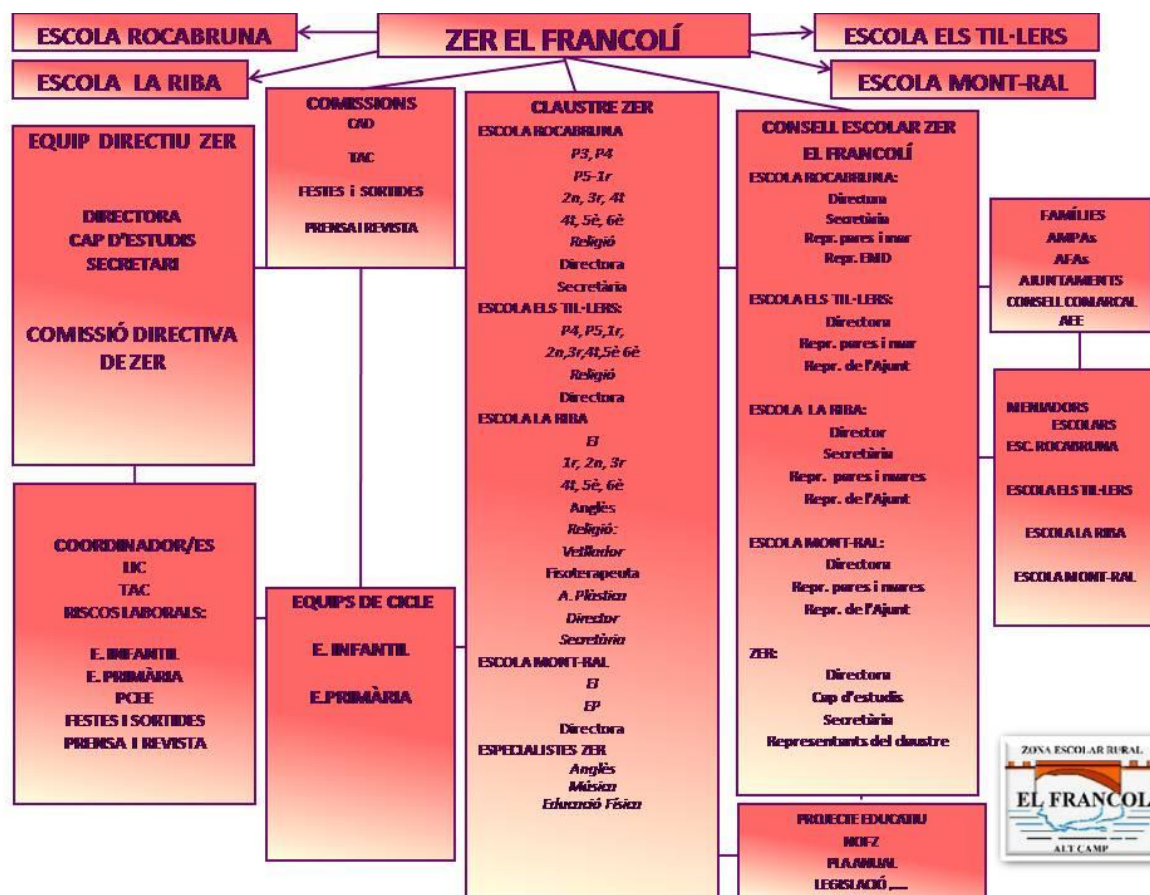 ESCOLA ROCABRUNA
ZER EL FRANCOLÍ
ESCOLA ELS TIL·LERS
ESCOLA LA RIBA
ESCOLA MONT-RAL
EQUIP DIRECTIU ZER
DIRECTORA
CAP D'ESTUDIS
SECRETARI
COMISSIÓ DIRECTIVA
DE ZER
COMISSIONS
CAD
TAC
FESTES i SORTIDES
PRENSA I REVISTA
CLAUSTRE ZER
ESCOLA ROCABRUNA
P3, P4
P5-1r
2n, 3r, 4t
4t, 5è, 6è
Religió
Directora
Secretària
ESCOLA ELS TIL·LERS:
P4, P5,1r,
2n,3r,4t,5è 6è
Religió
Directora
ESCOLA LA RIBA
EI
1r, 2n, 3r
4t, 5è, 6è
Anglès
Religió:
Vetllador
Fisoterapeuta
A. Plàstica
Director
Secretària
ESCOLA MONT-RAL
EI
EP
Directora
ESPECIALISTES ZER
Anglès
Música
Educació Física
CONSELL ESCOLAR ZER
EL FRANCOLÍ
ESCOLA ROCABRUNA:
Directora
Secretària
Repr. pares i mar
Repr. EMD
ESCOLA ELS TIL·LERS:
Directora
Repr. pares i mar
Repr. de l'Ajunt
ESCOLA LA RIBA:
Director
Secretària
Repr. pares i mares
Repr. de l'Ajunt
ESCOLA MONT-RAL:
Directora
Repr. pares i mares
Repr. de l'Ajunt
ZER:
Directora
Cap d'estudis
Secretària
Representants del claustre
FAMÍLIES
AMPAs
AFAs
AJUNTAMENTS
CONSELL COMARCAL
AEE
MENJADORS
ESCOLARS
ESC. ROCABRUNA
ESCOLA ELS TIL·LERS
ESCOLA LA RIBA
ESCOLA MONT-RAL
COORDINADOR/ES
LIC
TAC
RISCOS LABORALS:
E. INFANTIL
E. PRIMÀRIA
PCEE
FESTES I SORTIDES
PRENSA I REVISTA
EQUIPS DE CICLE
E. INFANTIL
E.PRIMÀRIA
PROJECTE EDUCATIU
NOFZ
PLA ANUAL
LEGISLACIÓ,....
ZONA ESCOLAR RURAL
EL FRANCOL
ALT CAMP